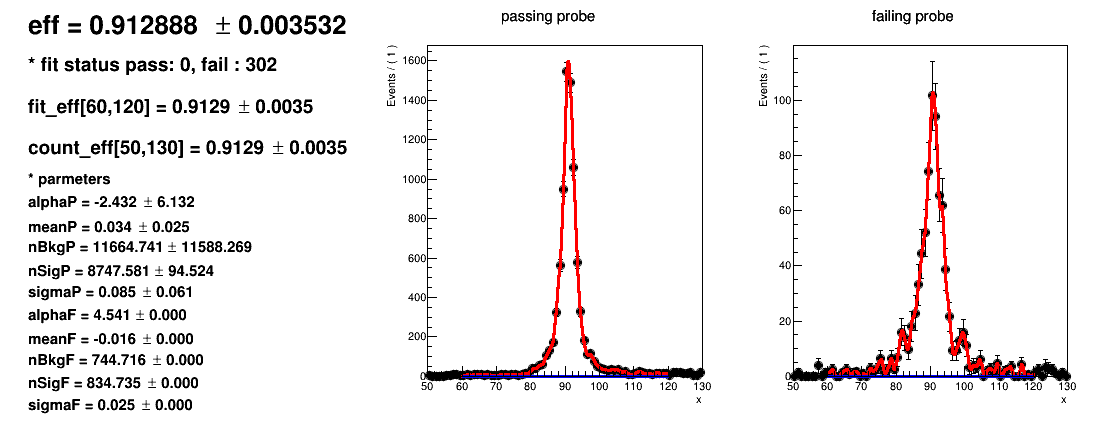 eff = 0.912888 ± 0.003532
* fit status pass: 0, fail : 302
fit_eff[60,120] = 0.9129 ± 0.0035
count_eff[50,130] = 0.9129 ± 0.0035
* parmeters
alphaP = -2.432 ± 6.132
meanP = 0.034 ± 0.025
nBkgP = 11664.741 ± 11588.269
nSigP = 8747.581 ± 94.524
sigmaP = 0.085 ± 0.061
alphaF = 4.541 ± 0.000
meanF = -0.016 ± 0.000
nBkgF = 744.716 ± 0.000
nSigF = 834.735 ± 0.000
sigmaF = 0.025 ± 0.000
passing probe
Events / ( 1 )
1600
1400
1200
1000
800
600
400
200
0
50 60 70 80 90 100 110 120 130
x
failing probe
Events / ( 1 )
100
80
60
40
20
0
50 60 70 80 90 100 110 120 130
x